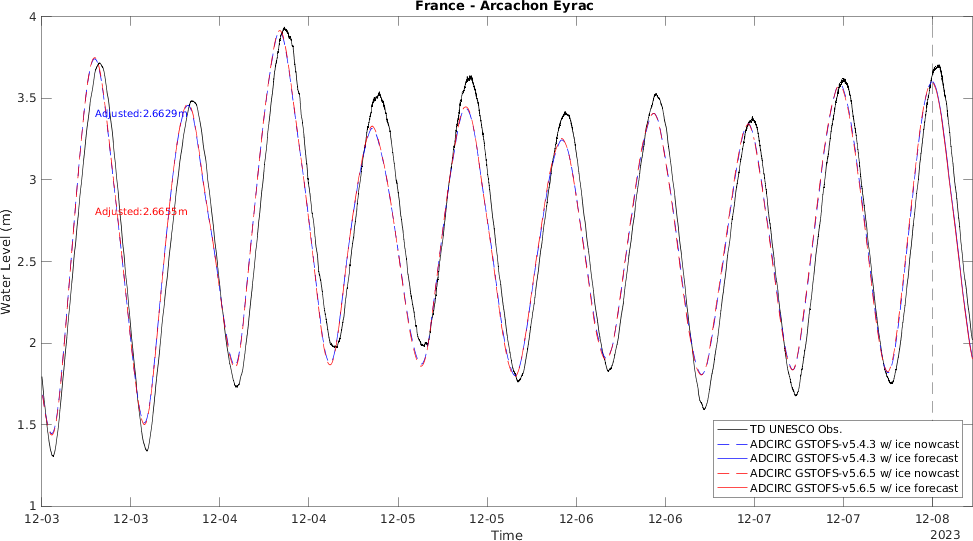 France - Arcachon Eyrac
4
3.5
3
2.5
2
1.5
1
Water Level (m)
Adjusted:2.6629m
Adjusted:2.6655m
TD UNESCO Obs.
ADCIRC GSTOFS-v5.4.3 w/ ice nowcast
ADCIRC GSTOFS-v5.4.3 w/ ice forecast
ADCIRC GSTOFS-v5.6.5 w/ ice nowcast
ADCIRC GSTOFS-v5.6.5 w/ ice forecast
12-03 12-03 12-04 12-04 12-05 12-05 12-06 12-06 12-07 12-07 12-08
2023
Time